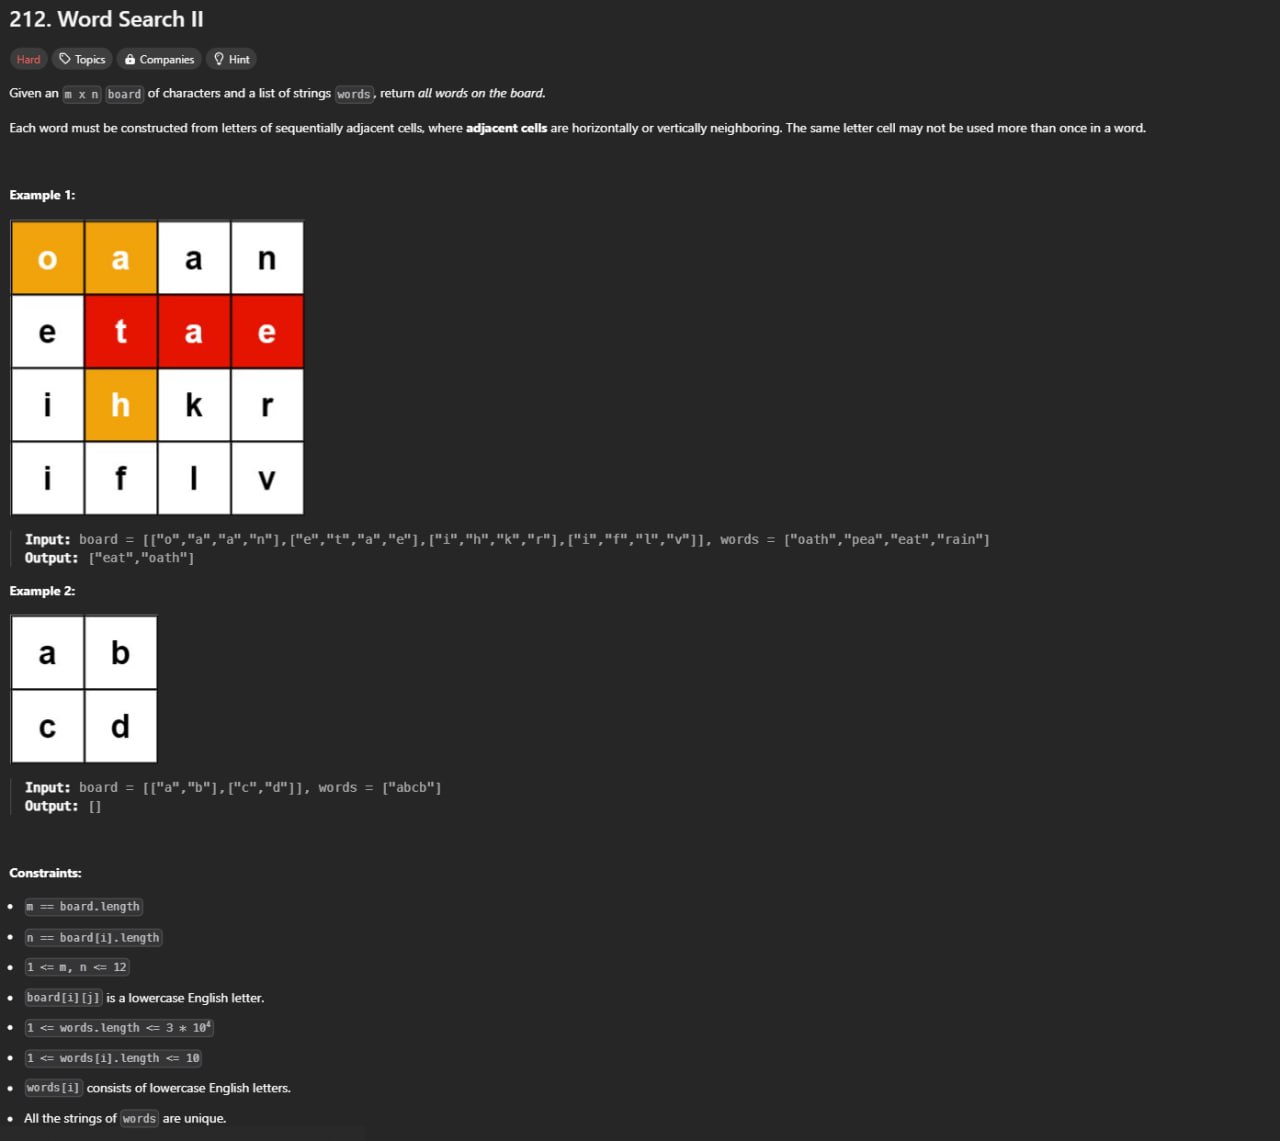 212. Word Search II
Hard Topics Companies Hint
Given an m x n board of characters and a list of strings words, return all words on the board.
Each word must be constructed from letters of sequentially adjacent cells, where adjacent cells are horizontally or vertically neighboring. The same letter cell may not be used more than once in a word.
Example 1:
o a a n
e t a e
i h k r
i f l v
Input: board = [["o","a","a","n"],["e","t","a","e"],["i","h","k","r"],["i","f","l","v"]], words = ["oath","pea","eat","rain"]
Output: ["eat","oath"]
Example 2:
a b
c d
Input: board = [["a","b"],["c","d"]], words = ["abcb"]
Output: []
Constraints:
• m == board.length
• n == board[i].length
• 1 <= m, n <= 12
• board[i][j] is a lowercase English letter.
• 1 <= words.length <= 3 * 10⁴
• 1 <= words[i].length <= 10
• words[i] consists of lowercase English letters.
• All the strings of words are unique.